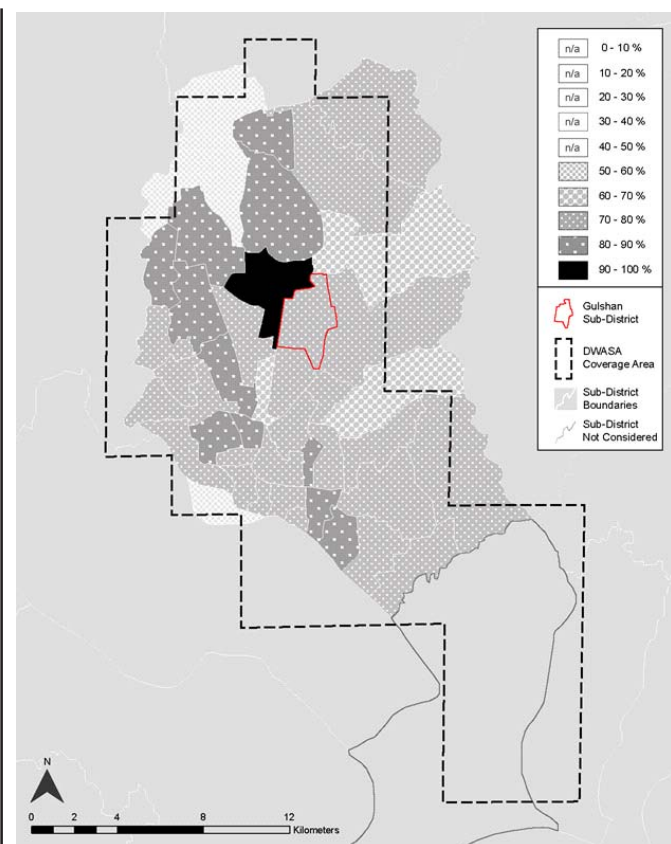 n/a 0 - 10 %
n/a 10 - 20 %
n/a 20 - 30 %
n/a 30 - 40 %
n/a 40 - 50 %
50 - 60 %
60 - 70 %
70 - 80 %
80 - 90 %
90 - 100 %
Gulshan
Sub-District
DWASA
Coverage Area
Sub-District
Boundaries
Sub-District
Not Considered
N
0 2 4 8 12
Kilometers